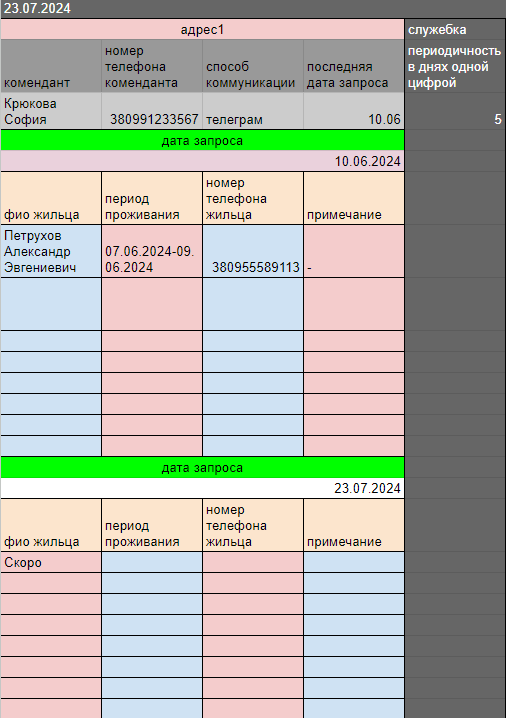 23.07.2024
адрес1 служебка
комендант номер телефона коменданта способ коммуникации последняя дата запроса периодичность в днях одной цифрой
Крюкова София 380991233567 телеграм 10.06 5
дата запроса
10.06.2024
фио жильца период проживания номер телефона жильца примечание
Петрухов Александр Эвгениевич 07.06.2024-09.06.2024 380955589113 -
дата запроса
23.07.2024
фио жильца период проживания номер телефона жильца примечание
Скоро